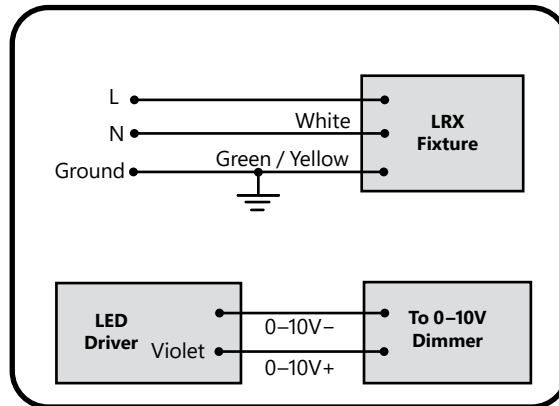 L
LRX
Fixture
White
N
Green / Yellow
Ground
LED
Driver
0–10V–
To 0–10V
Dimmer
Violet
0–10V+